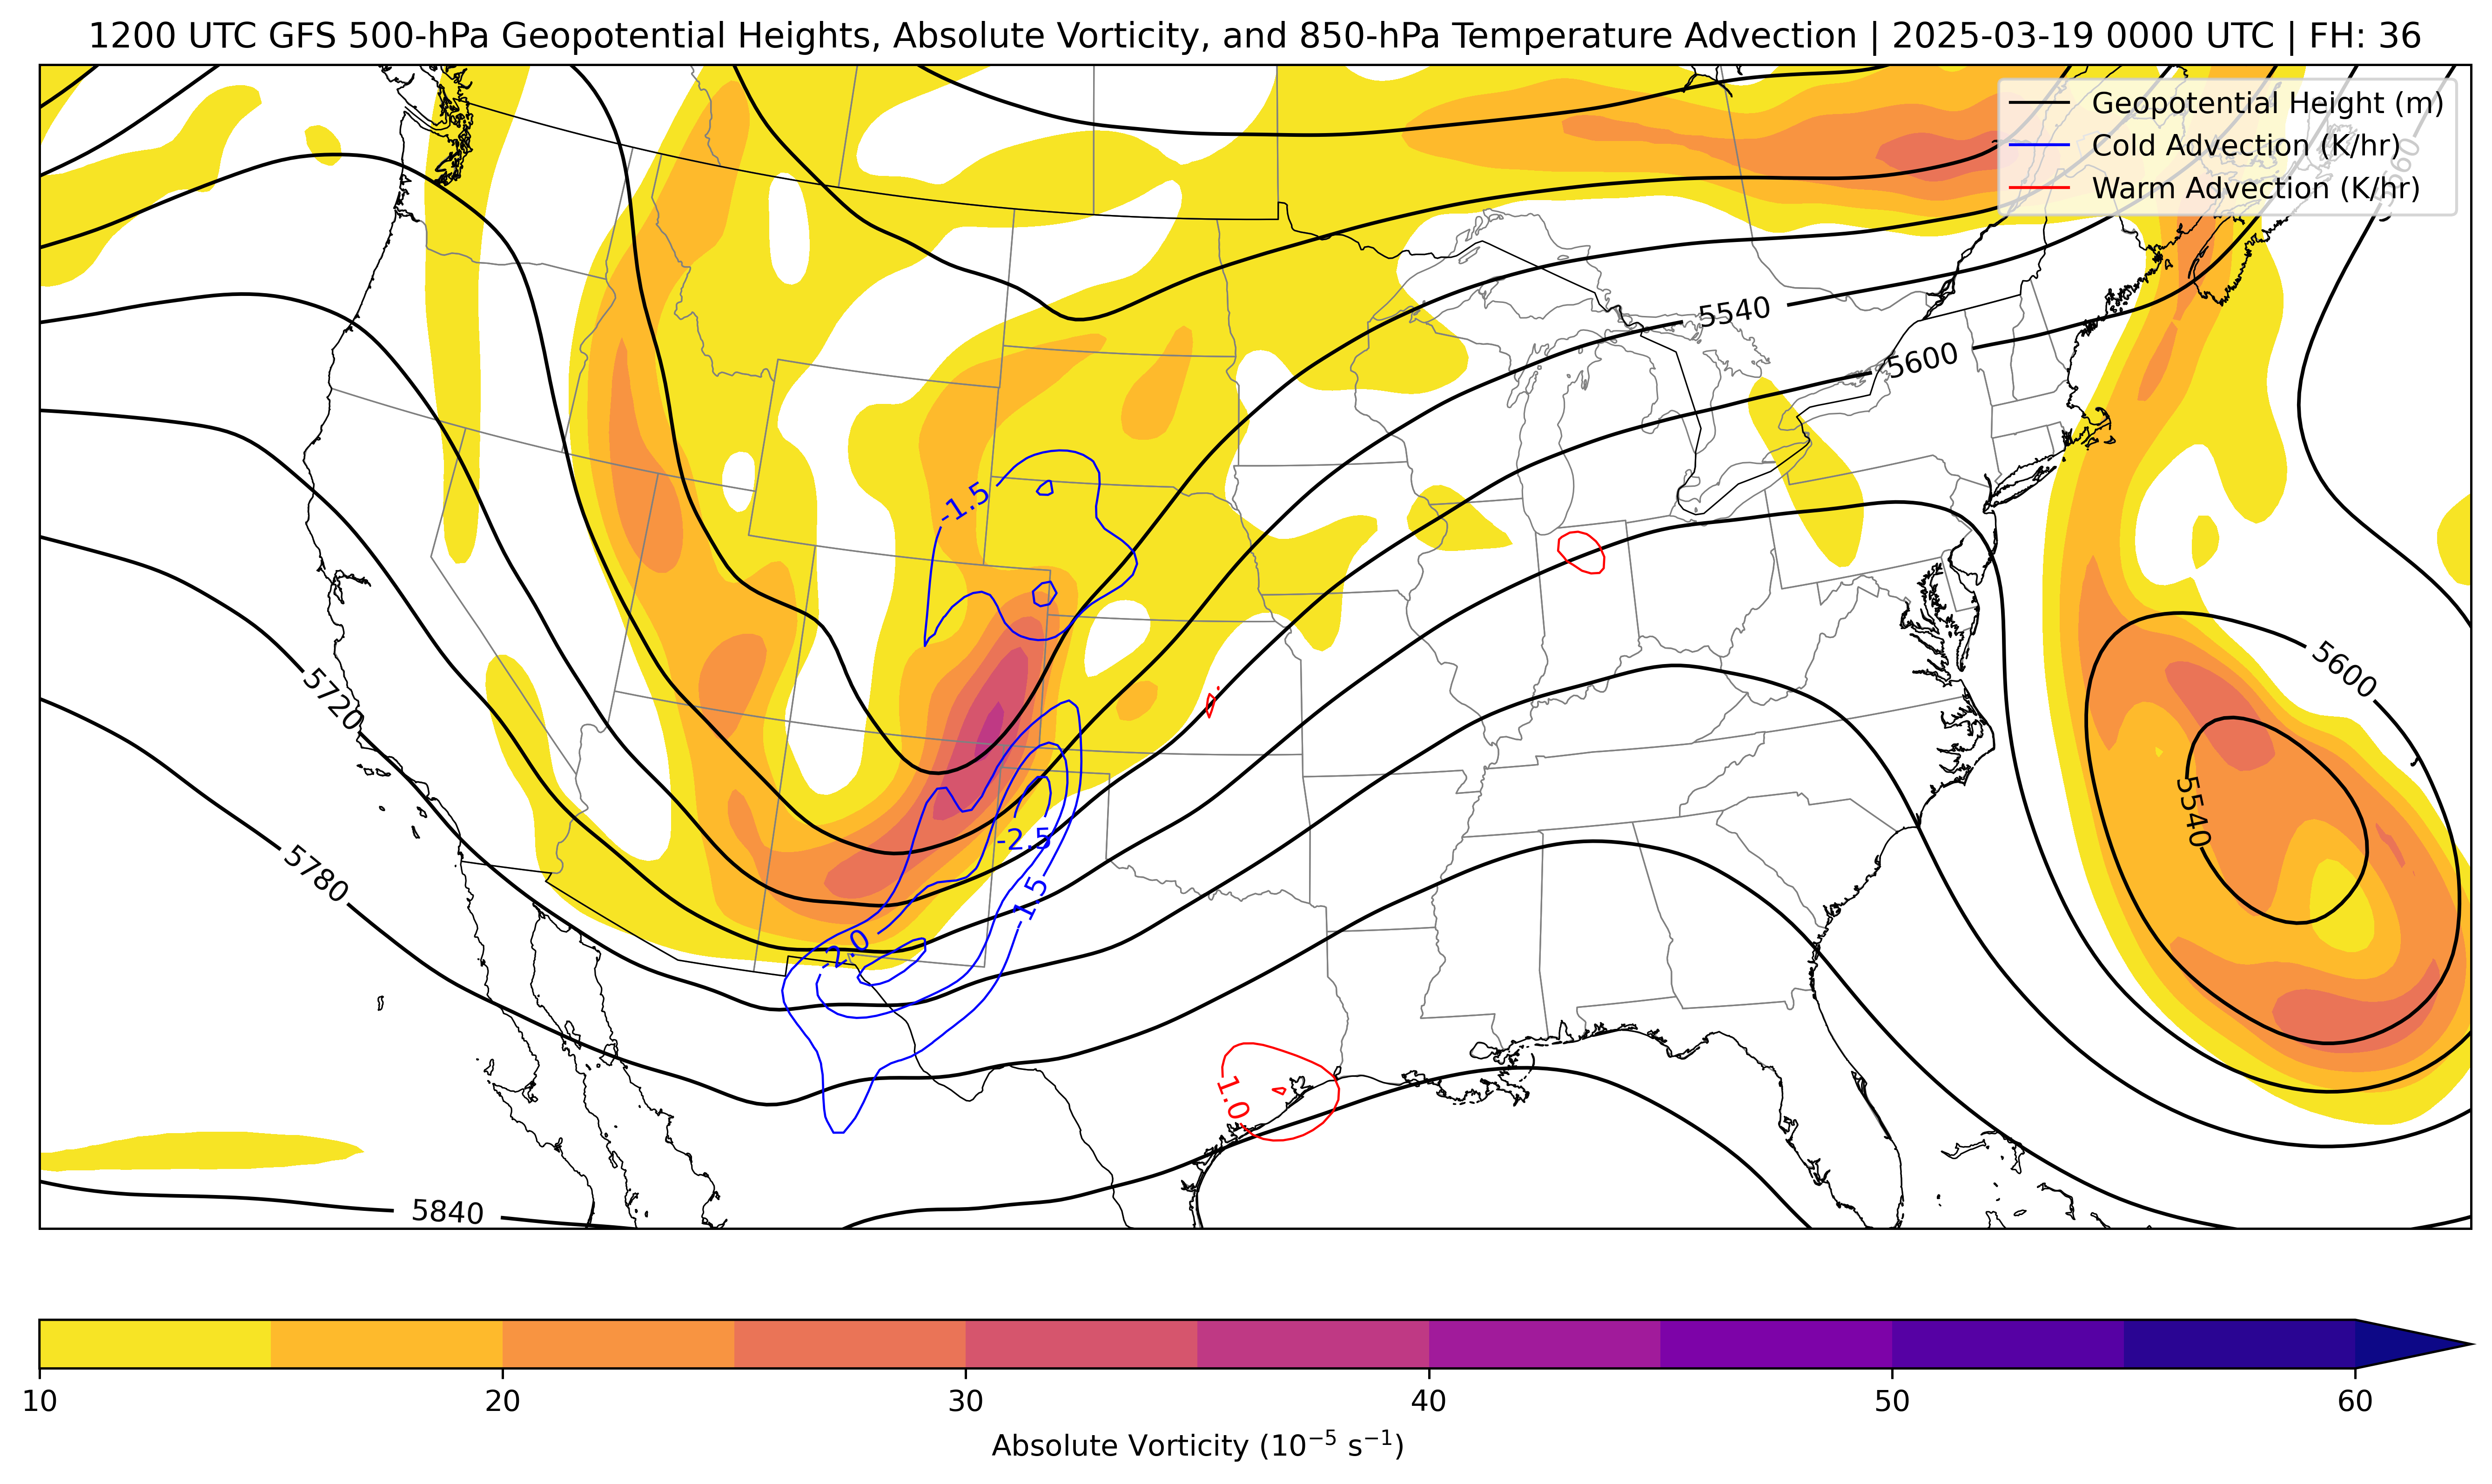 1200 UTC GFS 500-hPa Geopotential Heights, Absolute Vorticity, and 850-hPa Temperature Advection | 2025-03-19 0000 UTC | FH: 36
Geopotential Height (m)
Cold Advection (K/hr)
Warm Advection (K/hr)
5560
5540
5600
-1.5
5600
5720
5540
-2.5
5780
-1.5
-2.0
1.0
5840
10 20 30 40 50 60
Absolute Vorticity (10⁻⁵ s⁻¹)